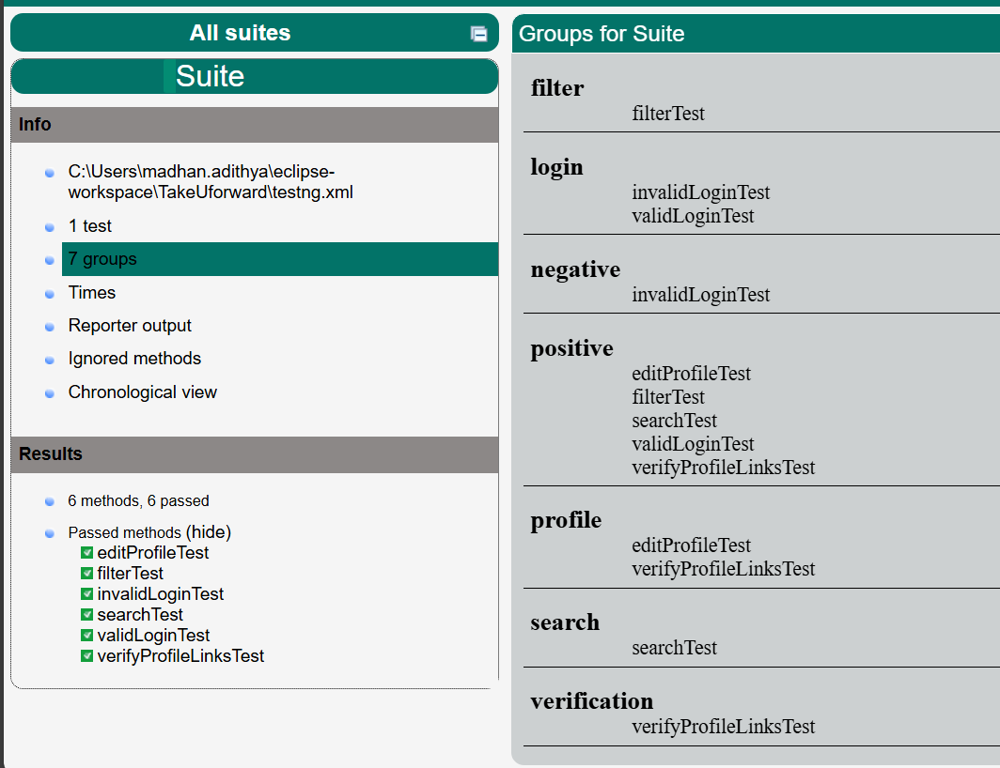 All suites
Suite
Info
C:\Users\madhan.adithya\eclipse-
workspace\TakeUforward\testng.xml
1 test
7 groups
Times
Reporter output
Ignored methods
Chronological view
Results
6 methods, 6 passed
Passed methods (hide)
editProfileTest
filterTest
invalidLoginTest
searchTest
validLoginTest
verifyProfileLinksTest
Groups for Suite
filter
filterTest
login
invalidLoginTest
validLoginTest
negative
invalidLoginTest
positive
editProfileTest
filterTest
searchTest
validLoginTest
verifyProfileLinksTest
profile
editProfileTest
verifyProfileLinksTest
search
searchTest
verification
verifyProfileLinksTest